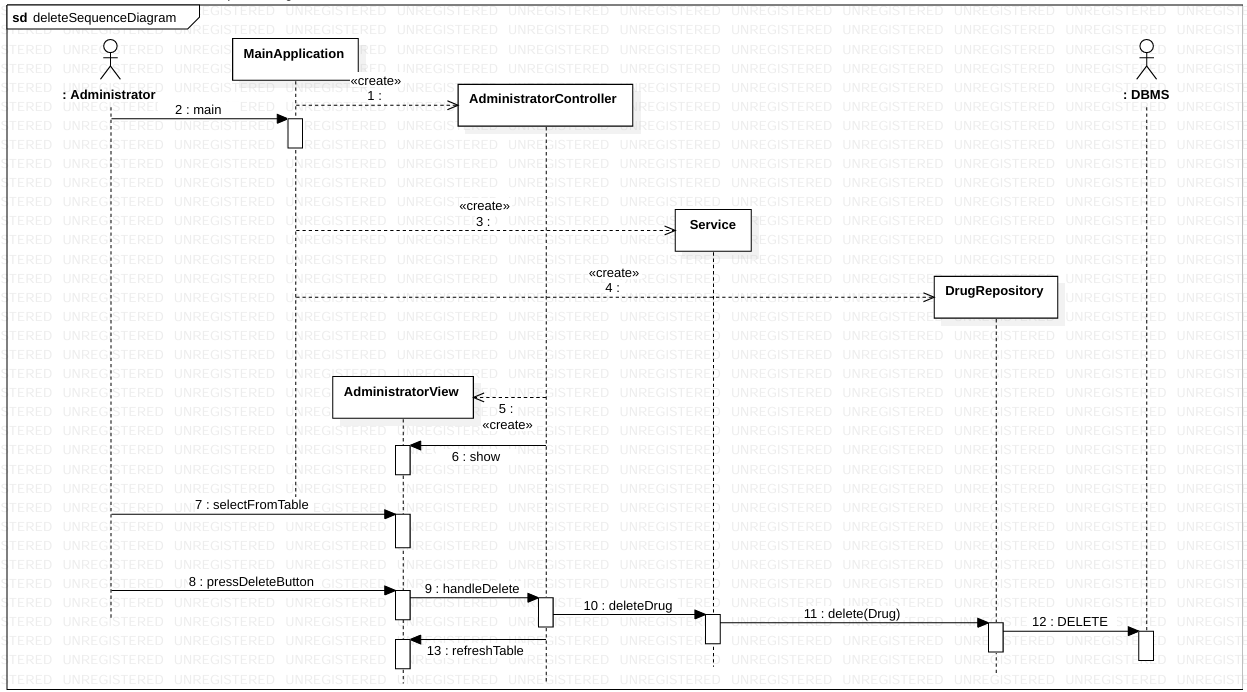 sd deleteSequenceDiagram
MainApplication
: Administrator
: DBMS
«create»
1 :
AdministratorController
2 : main
«create»
3 :
Service
«create»
4 :
DrugRepository
AdministratorView
5 :
«create»
6 : show
7 : selectFromTable
8 : pressDeleteButton
9 : handleDelete
10 : deleteDrug
11 : delete(Drug)
12 : DELETE
13 : refreshTable
UNREGISTERED